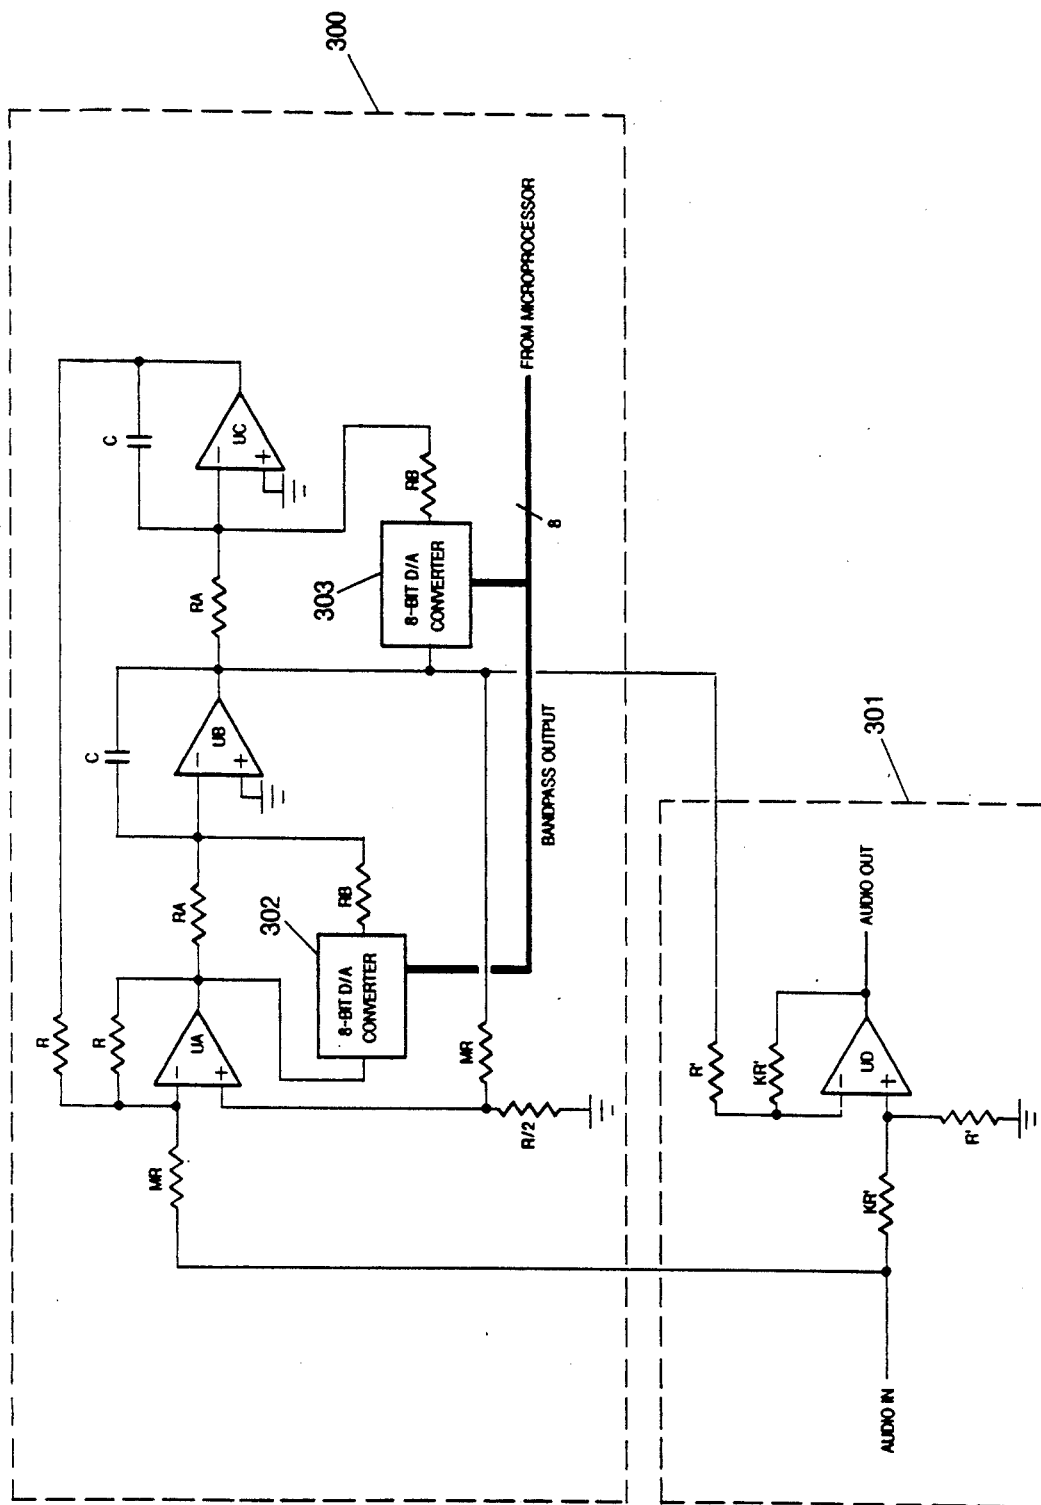 300
C
UC
−
+
RA
RB
8-BIT D/A
CONVERTER
303
8
FROM MICROPROCESSOR
C
UB
−
+
RA
RB
302
8-BIT D/A
CONVERTER
BANDPASS OUTPUT
R
R
UA
−
+
MR
MR
R/2
301
R'
KR'
UD
−
+
AUDIO OUT
KR'
R'
AUDIO IN